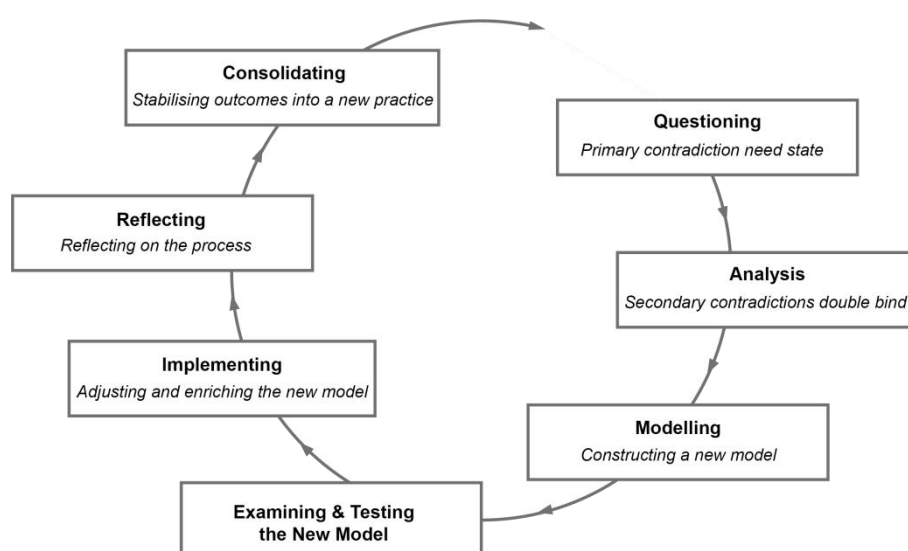 Consolidating
Stabilising outcomes into a new practice
Questioning
Primary contradiction need state
Reflecting
Reflecting on the process
Analysis
Secondary contradictions double bind
Implementing
Adjusting and enriching the new model
Modelling
Constructing a new model
Examining & Testing
the New Model